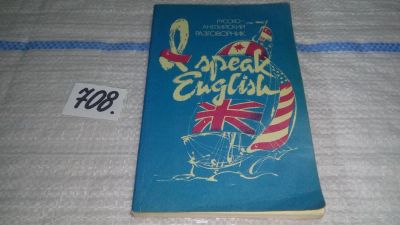 708.
РУССКО-
АНГЛИЙСКИЙ
РАЗГОВОРНИК
I speak
English